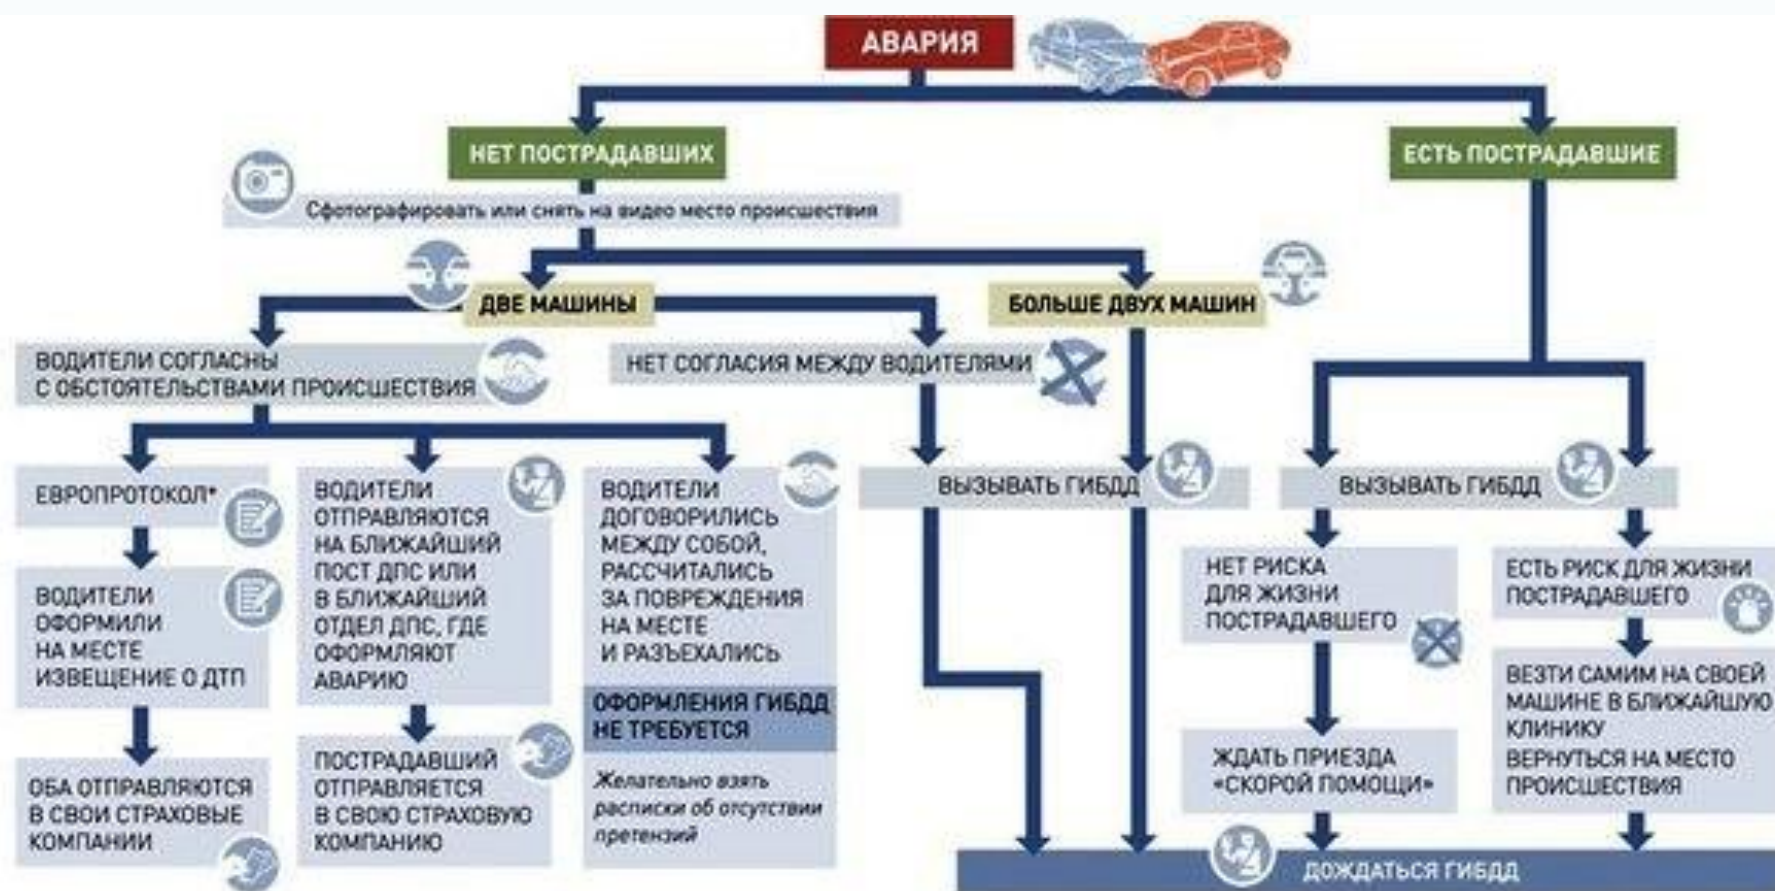 АВАРИЯ
НЕТ ПОСТРАДАВШИХ
ЕСТЬ ПОСТРАДАВШИЕ
Сфотографировать или снять на видео место происшествия
ДВЕ МАШИНЫ
БОЛЬШЕ ДВУХ МАШИН
ВОДИТЕЛИ СОГЛАСНЫ
С ОБСТОЯТЕЛЬСТВАМИ ПРОИСШЕСТВИЯ
НЕТ СОГЛАСИЯ МЕЖДУ ВОДИТЕЛЯМИ
ЕВРОПРОТОКОЛ*
ВОДИТЕЛИ
ОФОРМИЛИ
НА МЕСТЕ
ИЗВЕЩЕНИЕ О ДТП
ОБА ОТПРАВЛЯЮТСЯ
В СВОИ СТРАХОВЫЕ
КОМПАНИИ
ВОДИТЕЛИ
ОТПРАВЛЯЮТСЯ
НА БЛИЖАЙШИЙ
ПОСТ ДПС ИЛИ
В БЛИЖАЙШИЙ
ОТДЕЛ ДПС, ГДЕ
ОФОРМЛЯЮТ
АВАРИЮ
ПОСТРАДАВШИЙ
ОТПРАВЛЯЕТСЯ
В СВОЮ СТРАХОВУЮ
КОМПАНИЮ
ВОДИТЕЛИ
ДОГОВОРИЛИСЬ
МЕЖДУ СОБОЙ,
РАССЧИТАЛИСЬ
ЗА ПОВРЕЖДЕНИЯ
НА МЕСТЕ
И РАЗЪЕХАЛИСЬ
ОФОРМЛЕНИЯ ГИБДД
НЕ ТРЕБУЕТСЯ
Желательно взять
расписки об отсутствии
претензий
ВЫЗЫВАТЬ ГИБДД
ВЫЗЫВАТЬ ГИБДД
НЕТ РИСКА
ДЛЯ ЖИЗНИ
ПОСТРАДАВШЕГО
ЖДАТЬ ПРИЕЗДА
«СКОРОЙ ПОМОЩИ»
ЕСТЬ РИСК ДЛЯ ЖИЗНИ
ПОСТРАДАВШЕГО
ВЕЗТИ САМИМ НА СВОЕЙ
МАШИНЕ В БЛИЖАЙШУЮ
КЛИНИКУ
ВЕРНУТЬСЯ НА МЕСТО
ПРОИСШЕСТВИЯ
ДОЖДАТЬСЯ ГИБДД